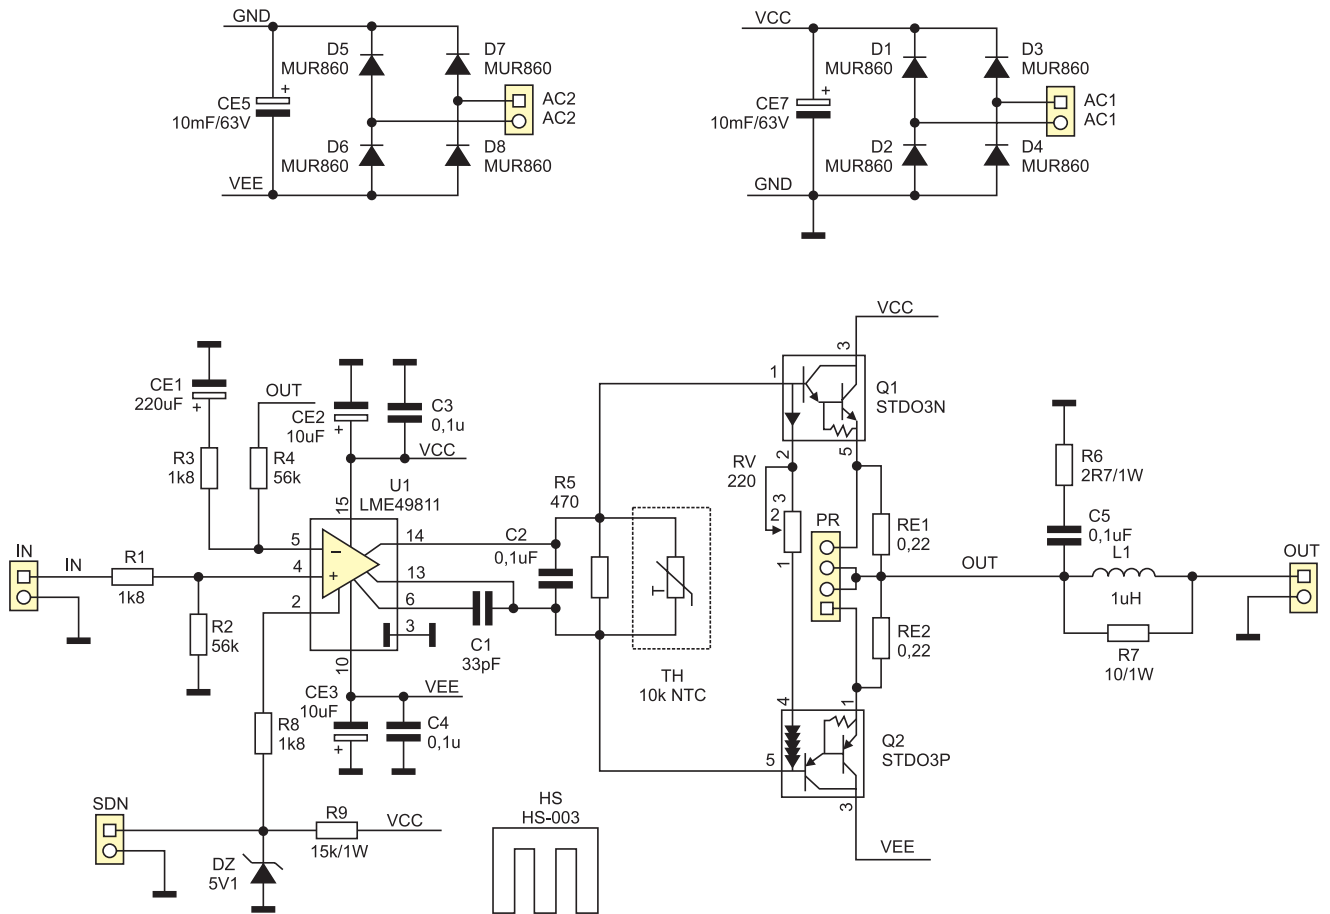 GND
D5
MUR860
D7
MUR860
CE5
10mF/63V
+
AC2
AC2
D6
MUR860
D8
MUR860
VEE
VCC
D1
MUR860
D3
MUR860
CE7
10mF/63V
+
AC1
AC1
D2
MUR860
D4
MUR860
GND
CE1
220uF
+
OUT
CE2
10uF
+
C3
0,1u
VCC
R3
1k8
R4
56k
U1
LME49811
15
5
14
4
13
2
6
3
10
−
+
IN
IN
R1
1k8
R2
56k
C2
0,1uF
C1
33pF
R5
470
T
TH
10k NTC
VEE
CE3
10uF
+
C4
0,1u
R8
1k8
SDN
R9
15k/1W
VCC
DZ
5V1
HS
HS-003
VCC
3
1
Q1
STDO3N
2
5
RV
220
3
2
1
PR
RE1
0,22
RE2
0,22
OUT
4
1
5
Q2
STDO3P
3
VEE
R6
2R7/1W
C5
0,1uF
L1
1uH
R7
10/1W
OUT